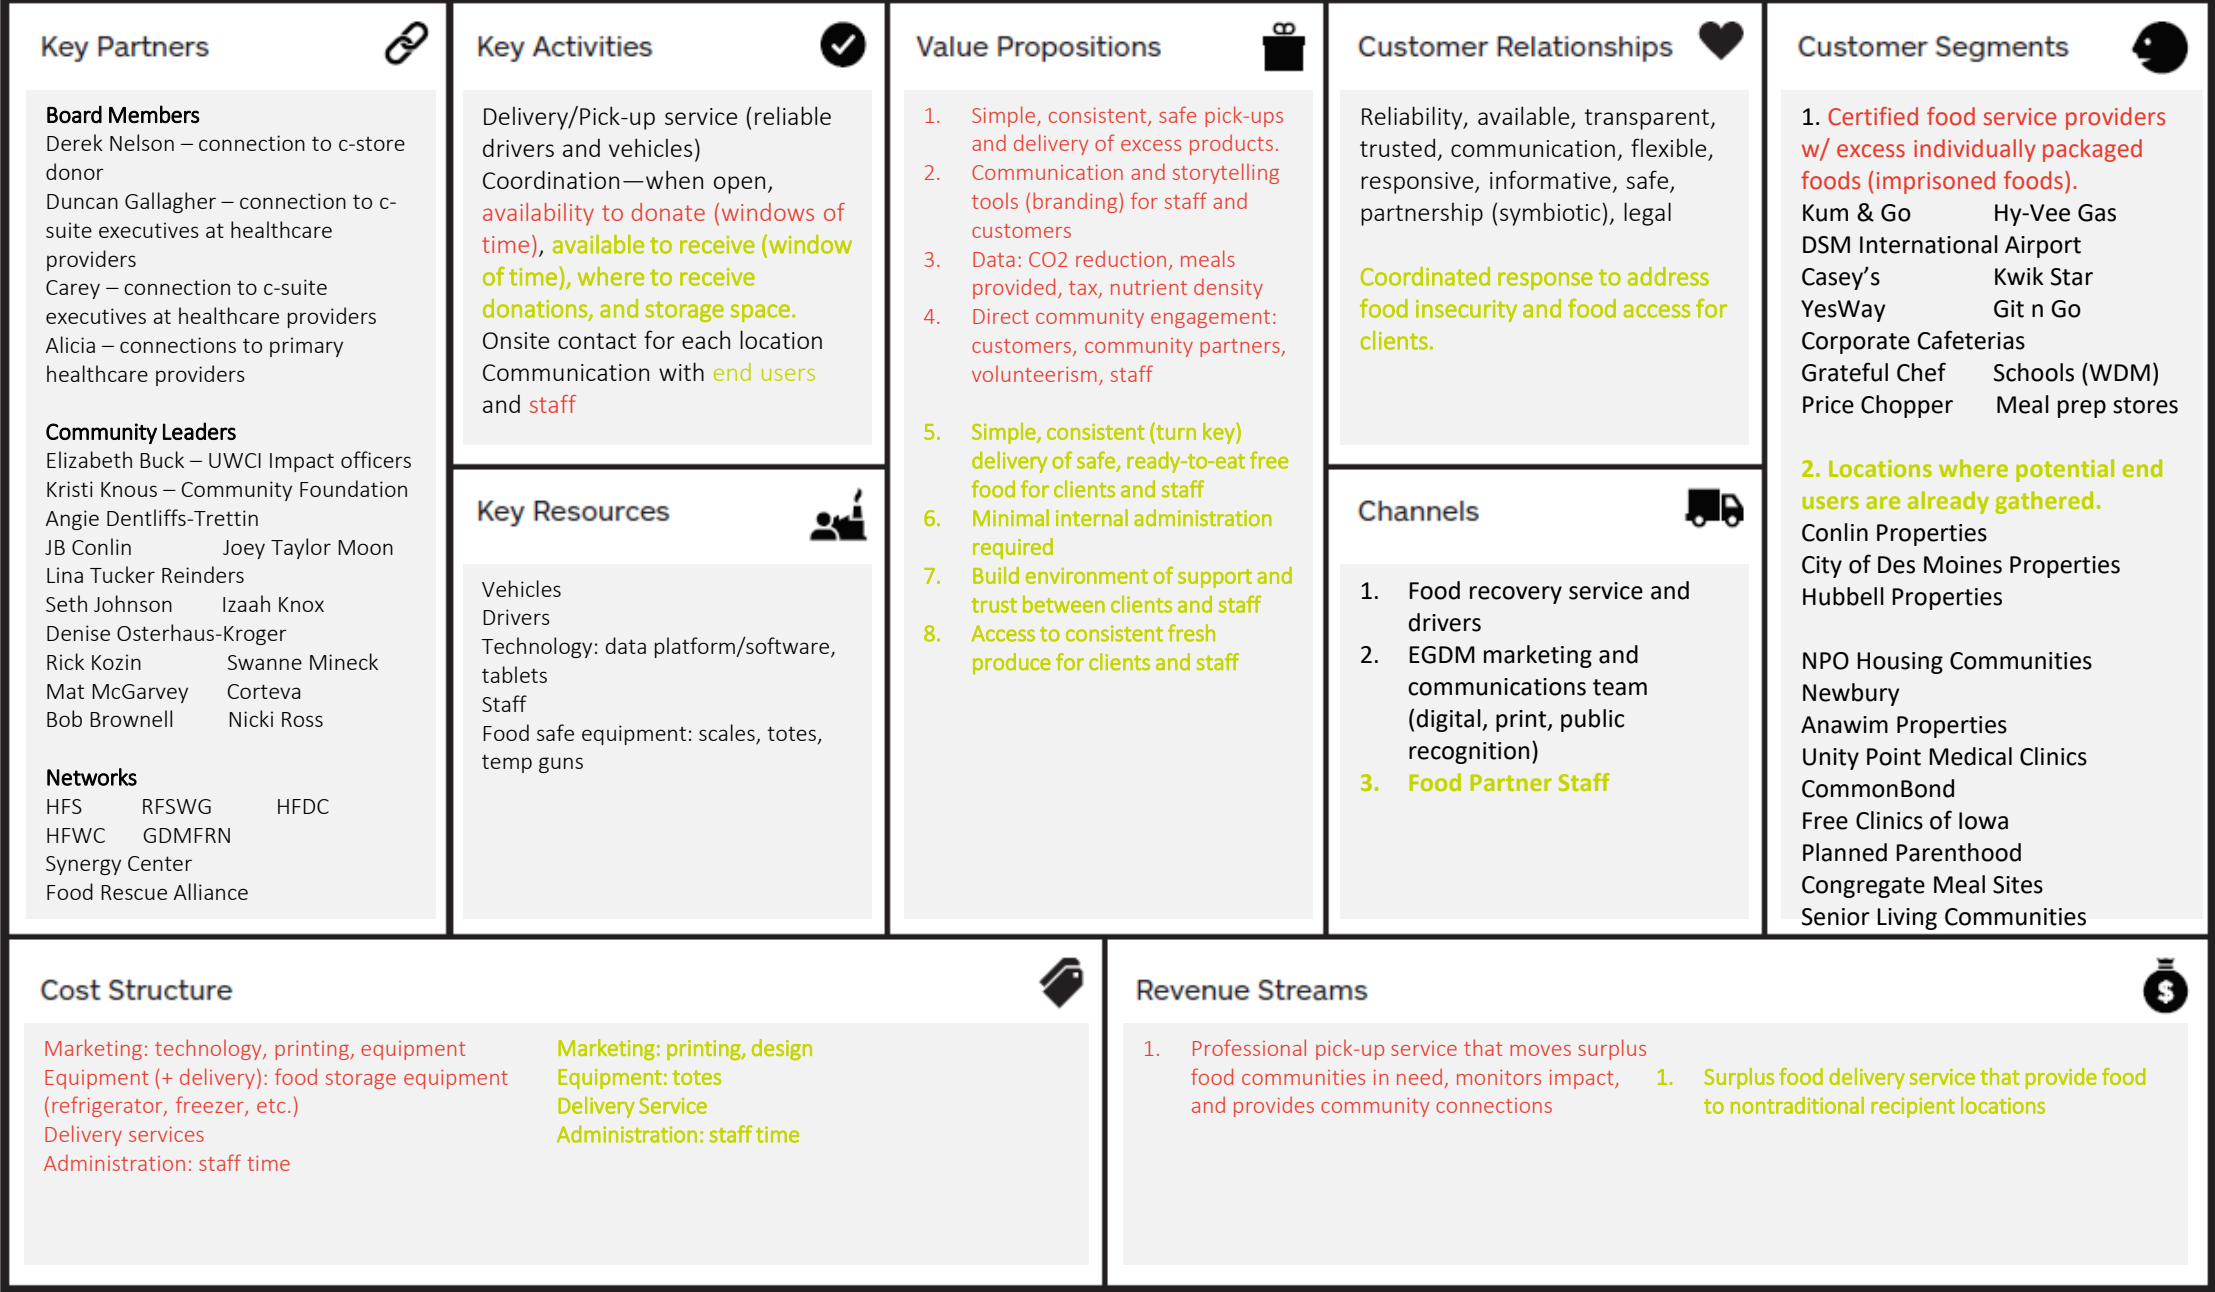 Key Partners
Board Members
Derek Nelson – connection to c-store
donor
Duncan Gallagher – connection to c-
suite executives at healthcare
providers
Carey – connection to c-suite
executives at healthcare providers
Alicia – connections to primary
healthcare providers
Community Leaders
Elizabeth Buck – UWCI Impact officers
Kristi Knous – Community Foundation
Angie Dentliffs-Trettin
JB Conlin Joey Taylor Moon
Lina Tucker Reinders
Seth Johnson Izaah Knox
Denise Osterhaus-Kroger
Rick Kozin Swanne Mineck
Mat McGarvey Corteva
Bob Brownell Nicki Ross
Networks
HFS RFSWG HFDC
HFWC GDMFRN
Synergy Center
Food Rescue Alliance
Key Activities
Delivery/Pick-up service (reliable
drivers and vehicles)
Coordination—when open,
availability to donate (windows of
time), available to receive (window
of time), where to receive
donations, and storage space.
Onsite contact for each location
Communication with end users
and staff
Key Resources
Vehicles
Drivers
Technology: data platform/software,
tablets
Staff
Food safe equipment: scales, totes,
temp guns
Value Propositions
1. Simple, consistent, safe pick-ups
and delivery of excess products.
2. Communication and storytelling
tools (branding) for staff and
customers
3. Data: CO2 reduction, meals
provided, tax, nutrient density
4. Direct community engagement:
customers, community partners,
volunteerism, staff
5. Simple, consistent (turn key)
delivery of safe, ready-to-eat free
food for clients and staff
6. Minimal internal administration
required
7. Build environment of support and
trust between clients and staff
8. Access to consistent fresh
produce for clients and staff
Customer Relationships
Reliability, available, transparent,
trusted, communication, flexible,
responsive, informative, safe,
partnership (symbiotic), legal
Coordinated response to address
food insecurity and food access for
clients.
Channels
1. Food recovery service and
drivers
2. EGDM marketing and
communications team
(digital, print, public
recognition)
3. Food Partner Staff
Customer Segments
1. Certified food service providers
w/ excess individually packaged
foods (imprisoned foods).
Kum & Go Hy-Vee Gas
DSM International Airport
Casey’s Kwik Star
YesWay Git n Go
Corporate Cafeterias
Grateful Chef Schools (WDM)
Price Chopper Meal prep stores
2. Locations where potential end
users are already gathered.
Conlin Properties
City of Des Moines Properties
Hubbell Properties
NPO Housing Communities
Newbury
Anawim Properties
Unity Point Medical Clinics
CommonBond
Free Clinics of Iowa
Planned Parenthood
Congregate Meal Sites
Senior Living Communities
Cost Structure
Marketing: technology, printing, equipment
Equipment (+ delivery): food storage equipment
(refrigerator, freezer, etc.)
Delivery services
Administration: staff time
Marketing: printing, design
Equipment: totes
Delivery Service
Administration: staff time
Revenue Streams
1. Professional pick-up service that moves surplus
food communities in need, monitors impact,
and provides community connections
1. Surplus food delivery service that provide food
to nontraditional recipient locations
$